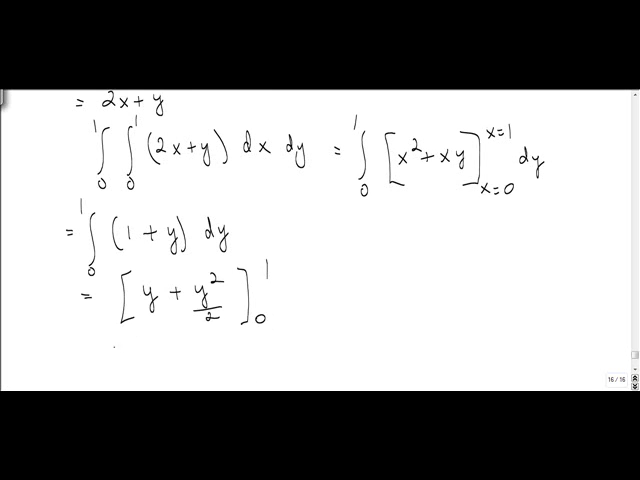 = 2x+y
∫₀¹ ∫₀¹ (2x+y) dx dy = ∫₀¹ [x²+xy]ₓ₌₀ˣ⁼¹ dy
= ∫₀¹ (1+y) dy
= [y + y²/2]₀¹
16 / 16